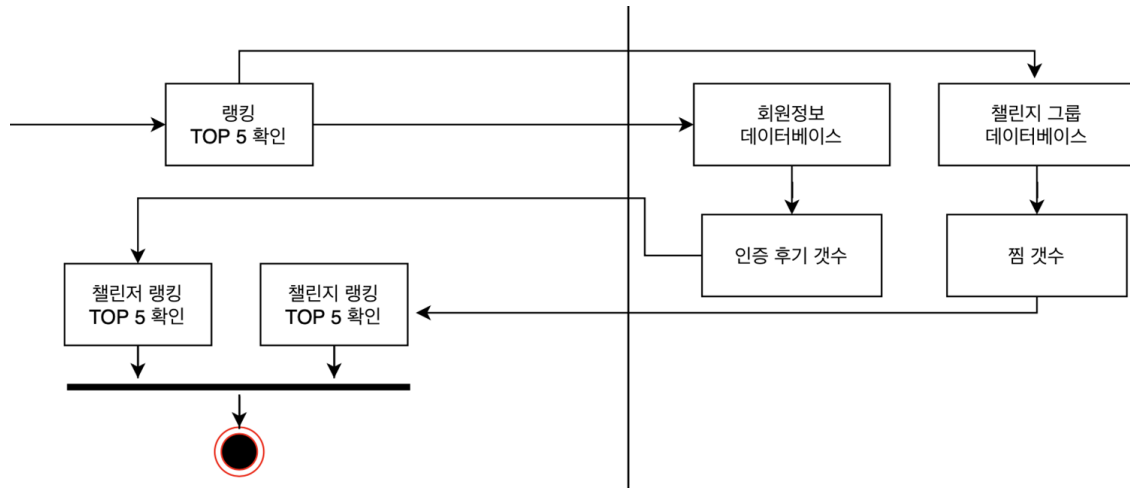 랭킹
TOP 5 확인
회원정보
데이터베이스
챌린지 그룹
데이터베이스
인증 후기 갯수
찜 갯수
챌린저 랭킹
TOP 5 확인
챌린지 랭킹
TOP 5 확인